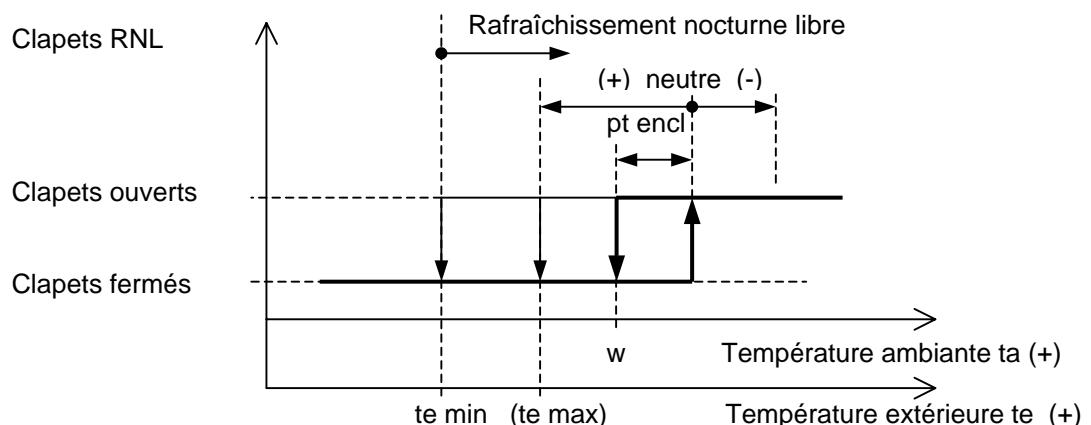 Rafraîchissement nocturne libre
Clapets RNL
(+) neutre (-)
pt encl
Clapets ouverts
Clapets fermés
w Température ambiante ta (+)
te min (te max) Température extérieure te (+)